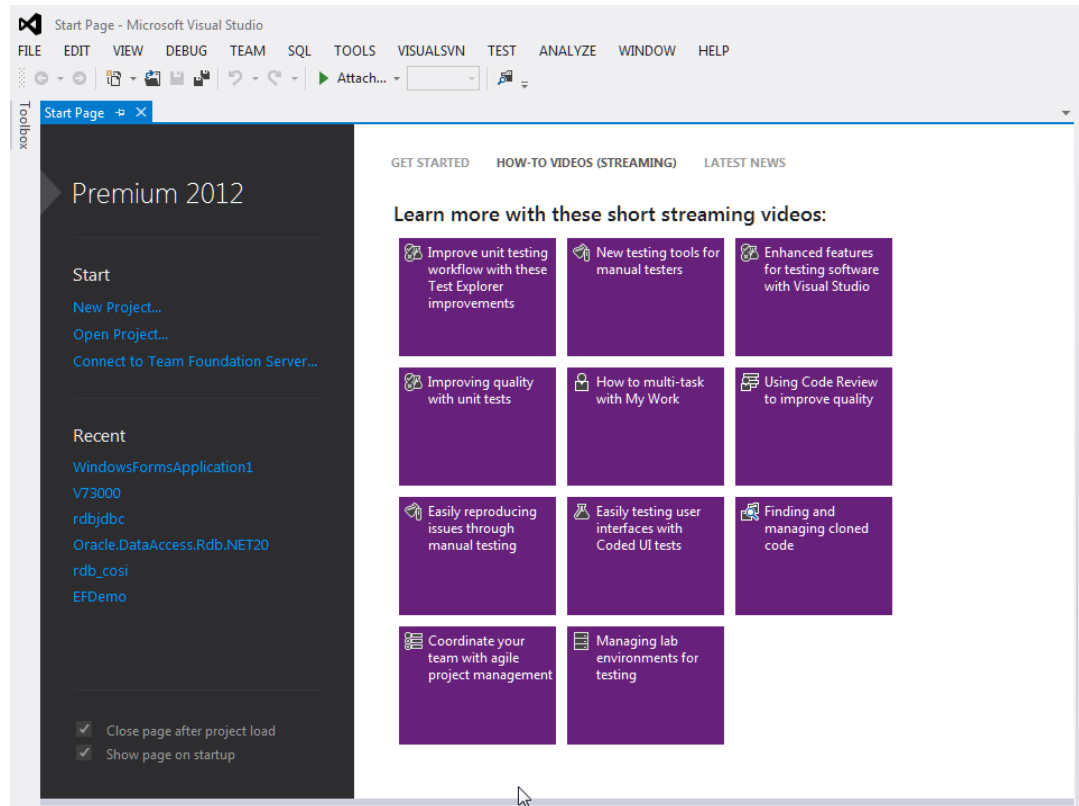 Start Page - Microsoft Visual Studio
FILE EDIT VIEW DEBUG TEAM SQL TOOLS VISUALSVN TEST ANALYZE WINDOW HELP
Attach...
Toolbox
Start Page
Premium 2012
Start
New Project...
Open Project...
Connect to Team Foundation Server...
Recent
WindowsFormsApplication1
V73000
rdbjdbc
Oracle.DataAccess.Rdb.NET20
rdb_cosi
EFDemo
Close page after project load
Show page on startup
GET STARTED HOW-TO VIDEOS (STREAMING) LATEST NEWS
Learn more with these short streaming videos:
Improve unit testing
workflow with these
Test Explorer
improvements
New testing tools for
manual testers
Enhanced features
for testing software
with Visual Studio
Improving quality
with unit tests
How to multi-task
with My Work
Using Code Review
to improve quality
Easily reproducing
issues through
manual testing
Easily testing user
interfaces with
Coded UI tests
Finding and
managing cloned
code
Coordinate your
team with agile
project management
Managing lab
environments for
testing